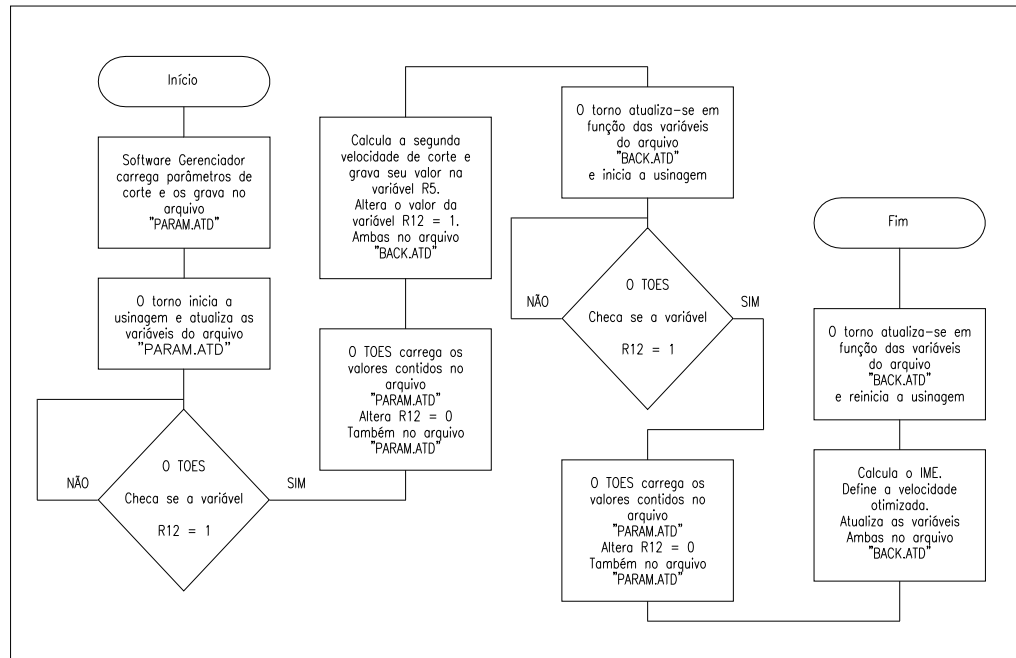 Início
Software Gerenciador
carrega parâmetros de
corte e os grava no
arquivo
"PARAM.ATD"
O torno inicia a
usinagem e atualiza as
variáveis do arquivo
"PARAM.ATD"
O TOES
Checa se a variável
R12 = 1
NÃO
SIM
O TOES carrega os
valores contidos no
arquivo
"PARAM.ATD"
Altera R12 = 0
Também no arquivo
"PARAM.ATD"
Calcula a segunda
velocidade de corte e
grava seu valor na
variável R5.
Altera o valor da
variável R12 = 1.
Ambas no arquivo
"BACK.ATD"
O torno atualiza-se em
função das variáveis
do arquivo
"BACK.ATD"
e inicia a usinagem
O TOES
Checa se a variável
R12 = 1
NÃO
SIM
O TOES carrega os
valores contidos no
arquivo
"PARAM.ATD"
Altera R12 = 0
Também no arquivo
"PARAM.ATD"
Calcula o IME.
Define a velocidade
otimizada.
Atualiza as variáveis
Ambas no arquivo
"BACK.ATD"
O torno atualiza-se em
função das variáveis
do arquivo
"BACK.ATD"
e reinicia a usinagem
Fim